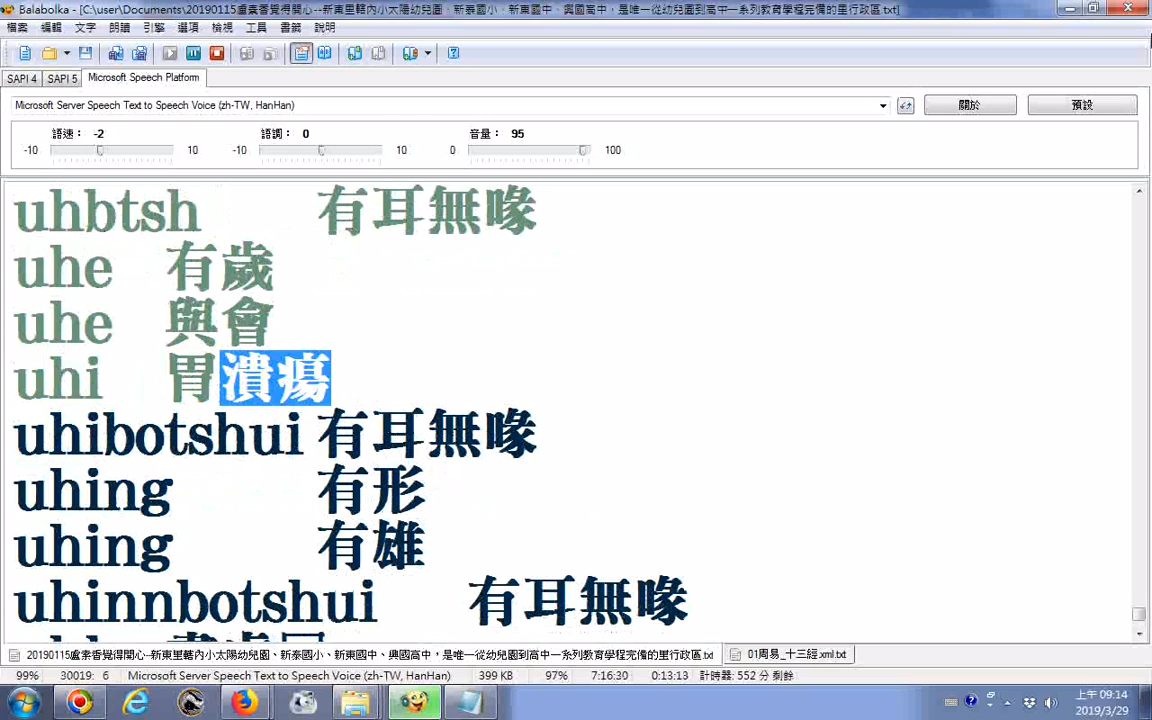 Balabolka - [C:\user\Documents\20190115盧素香覺得開心--新東里轄內小太陽幼兒園、新泰國小、新東國中、興國高中，是唯一從幼兒園到高中一系列教育學程完備的里行政區.txt]
檔案 編輯 文字 朗讀 引擎 選項 檢視 工具 書籤 說明
SAPI 4 SAPI 5 Microsoft Speech Platform
Microsoft Server Speech Text to Speech Voice (zh-TW, HanHan) 關於 預設
語速： -2 語調： 0 音量： 95
-10 10 -10 10 0 100
uhbtsh 有耳無喙
uhe 有歲
uhe 與會
uhi 胃潰瘍
uhibotshui 有耳無喙
uhing 有形
uhing 有雄
uhinnbotshui 有耳無喙
20190115盧素香覺得開心--新東里轄內小太陽幼兒園、新泰國小、新東國中、興國高中，是唯一從幼兒園到高中一系列教育學程完備的里行政區.txt 01周易_十三經.xml.txt
99% 30019: 6 Microsoft Server Speech Text to Speech Voice (zh-TW, HanHan) 399 KB 97% 7:16:30 0:13:13 計時器: 552 分 剩餘
上午 09:14
2019/3/29